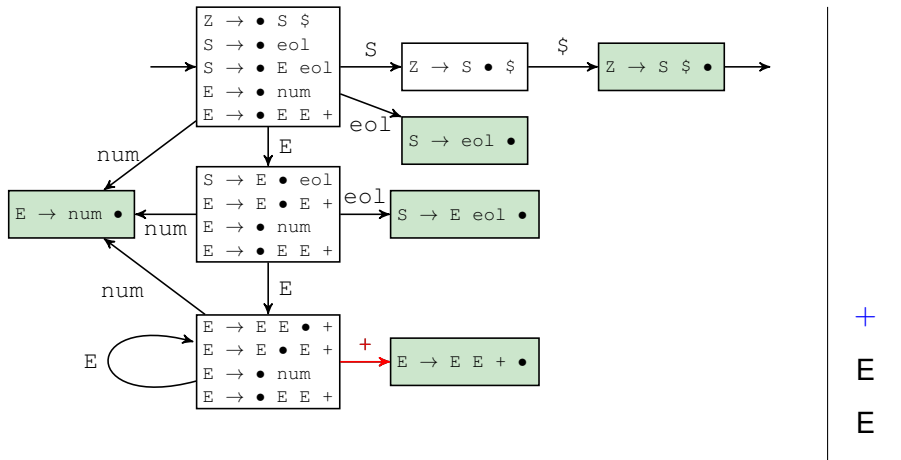 Z → • S $
S → • eol
S → • E eol
E → • num
E → • E E +
S
Z → S • $
$
Z → S $ •
eol
S → eol •
num
E
S → E • eol
E → E • E +
E → • num
E → • E E +
eol
S → E eol •
E → num •
num
num
E
E → E E • +
E → E • E +
E → • num
E → • E E +
E
+
E → E E + •
+
E
E